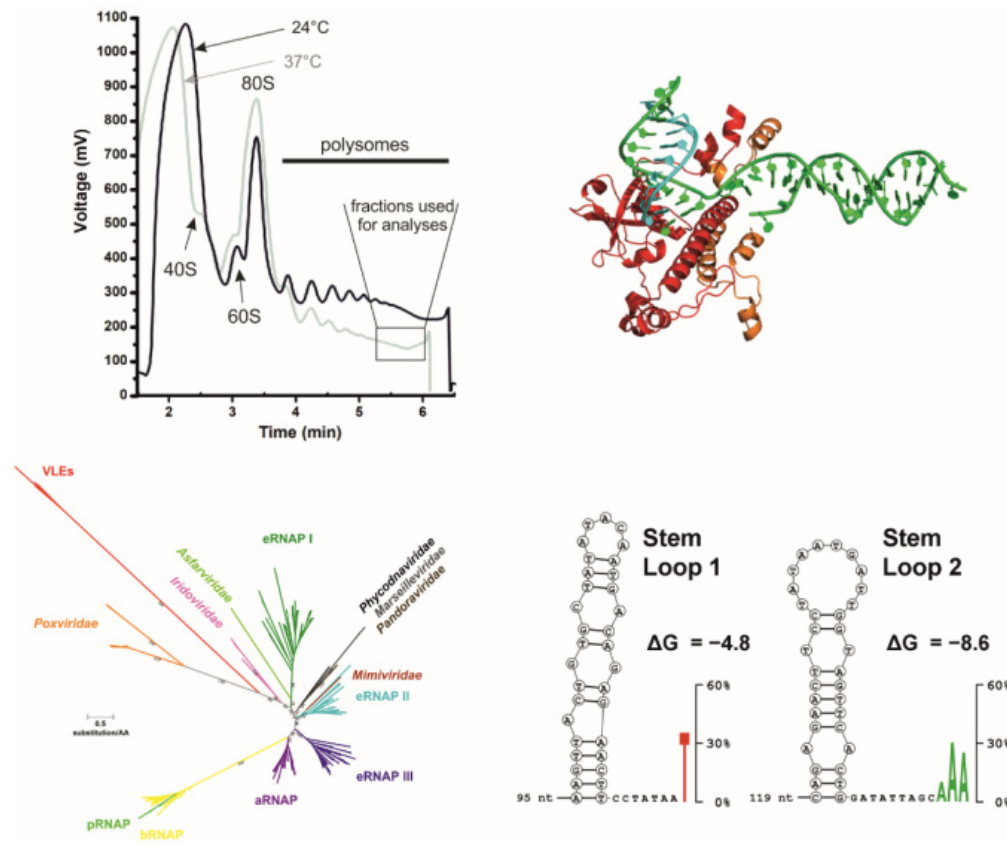 1100
1000
900
800
700
600
500
400
300
200
100
0
Voltage (mV)
24°C
37°C
80S
polysomes
fractions used
for analyses
40S
60S
2
3
4
5
6
Time (min)
VLEs
eRNAP I
Asfarviridae
Iridoviridae
Phycodnaviridae
Marseilleviridae
Pandoraviridae
Poxviridae
Mimiviridae
eRNAP II
0.5
substitution/AA
eRNAP III
aRNAP
pRNAP
bRNAP
Stem
Loop 1
ΔG = −4.8
60%
30%
0%
95 nt
CCTATAA
T
Stem
Loop 2
ΔG = −8.6
60%
30%
0%
119 nt
GATATTAGC
AAA